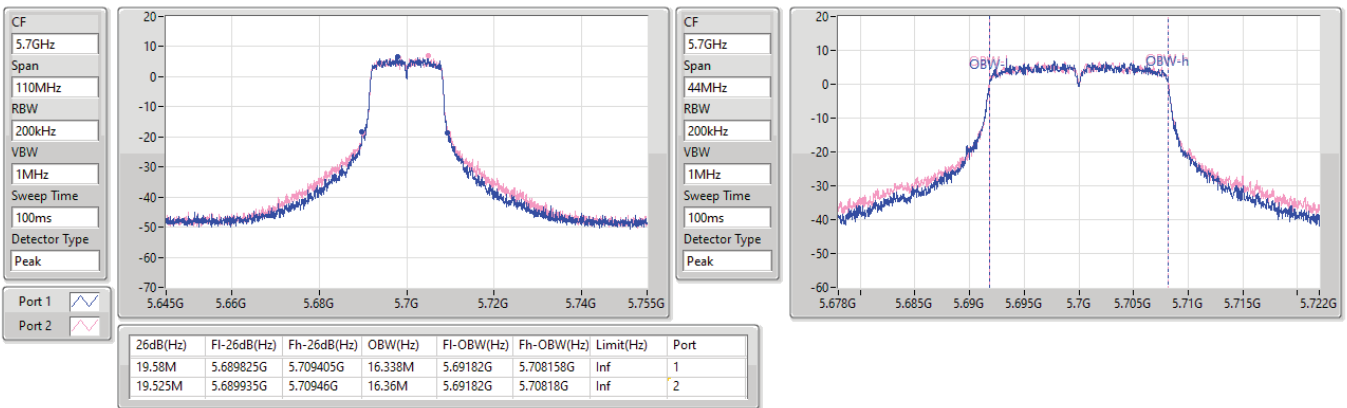 CF
5.7GHz
Span
110MHz
RBW
200kHz
VBW
1MHz
Sweep Time
100ms
Detector Type
Peak
Port 1
Port 2
20
10
0
-10
-20
-30
-40
-50
-60
-70
5.645G 5.66G 5.68G 5.7G 5.72G 5.74G 5.755G
CF
5.7GHz
Span
44MHz
RBW
200kHz
VBW
1MHz
Sweep Time
100ms
Detector Type
Peak
20
10
0
-10
-20
-30
-40
-50
-60
OBW-l OBW-h
5.678G 5.685G 5.69G 5.695G 5.7G 5.705G 5.71G 5.715G 5.722G
26dB(Hz) Fl-26dB(Hz) Fh-26dB(Hz) OBW(Hz) Fl-OBW(Hz) Fh-OBW(Hz) Limit(Hz) Port
19.58M 5.689825G 5.709405G 16.338M 5.69182G 5.708158G Inf 1
19.525M 5.689935G 5.70946G 16.36M 5.69182G 5.70818G Inf 2